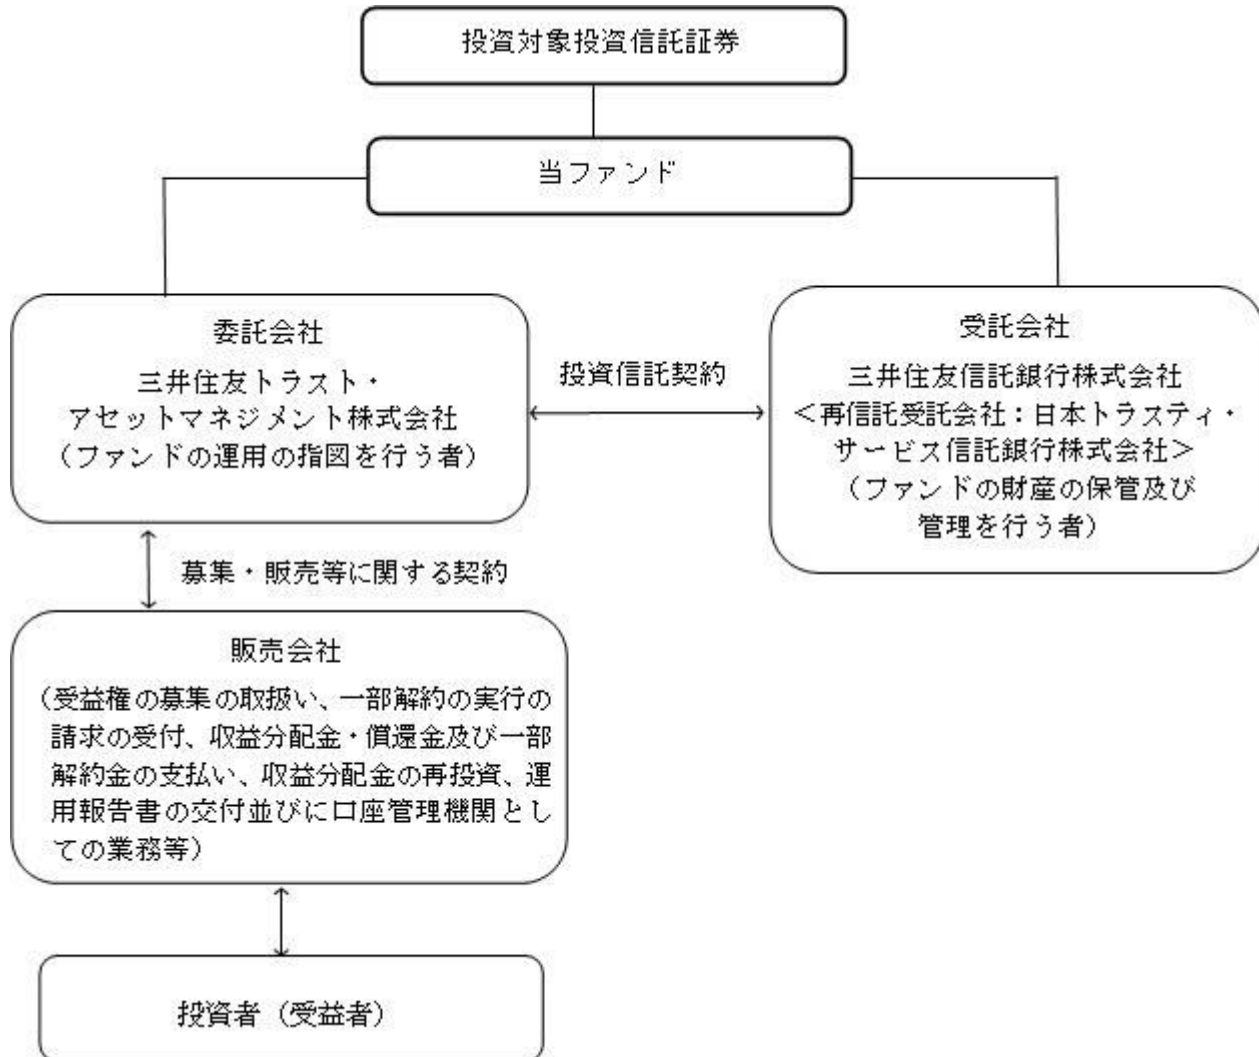 投資対象投資信託証券
当ファンド
委託会社
三井住友トラスト・
アセットマネジメント株式会社
（ファンドの運用の指図を行う者）
投資信託契約
受託会社
三井住友信託銀行株式会社
＜再信託受託会社：日本トラスティ・
サービス信託銀行株式会社＞
（ファンドの財産の保管及び
管理を行う者）
募集・販売等に関する契約
販売会社
（受益権の募集の取扱い、一部解約の実行の
請求の受付、収益分配金・償還金及び一部
解約金の支払い、収益分配金の再投資、運
用報告書の交付並びに口座管理機関とし
ての業務等）
投資者（受益者）